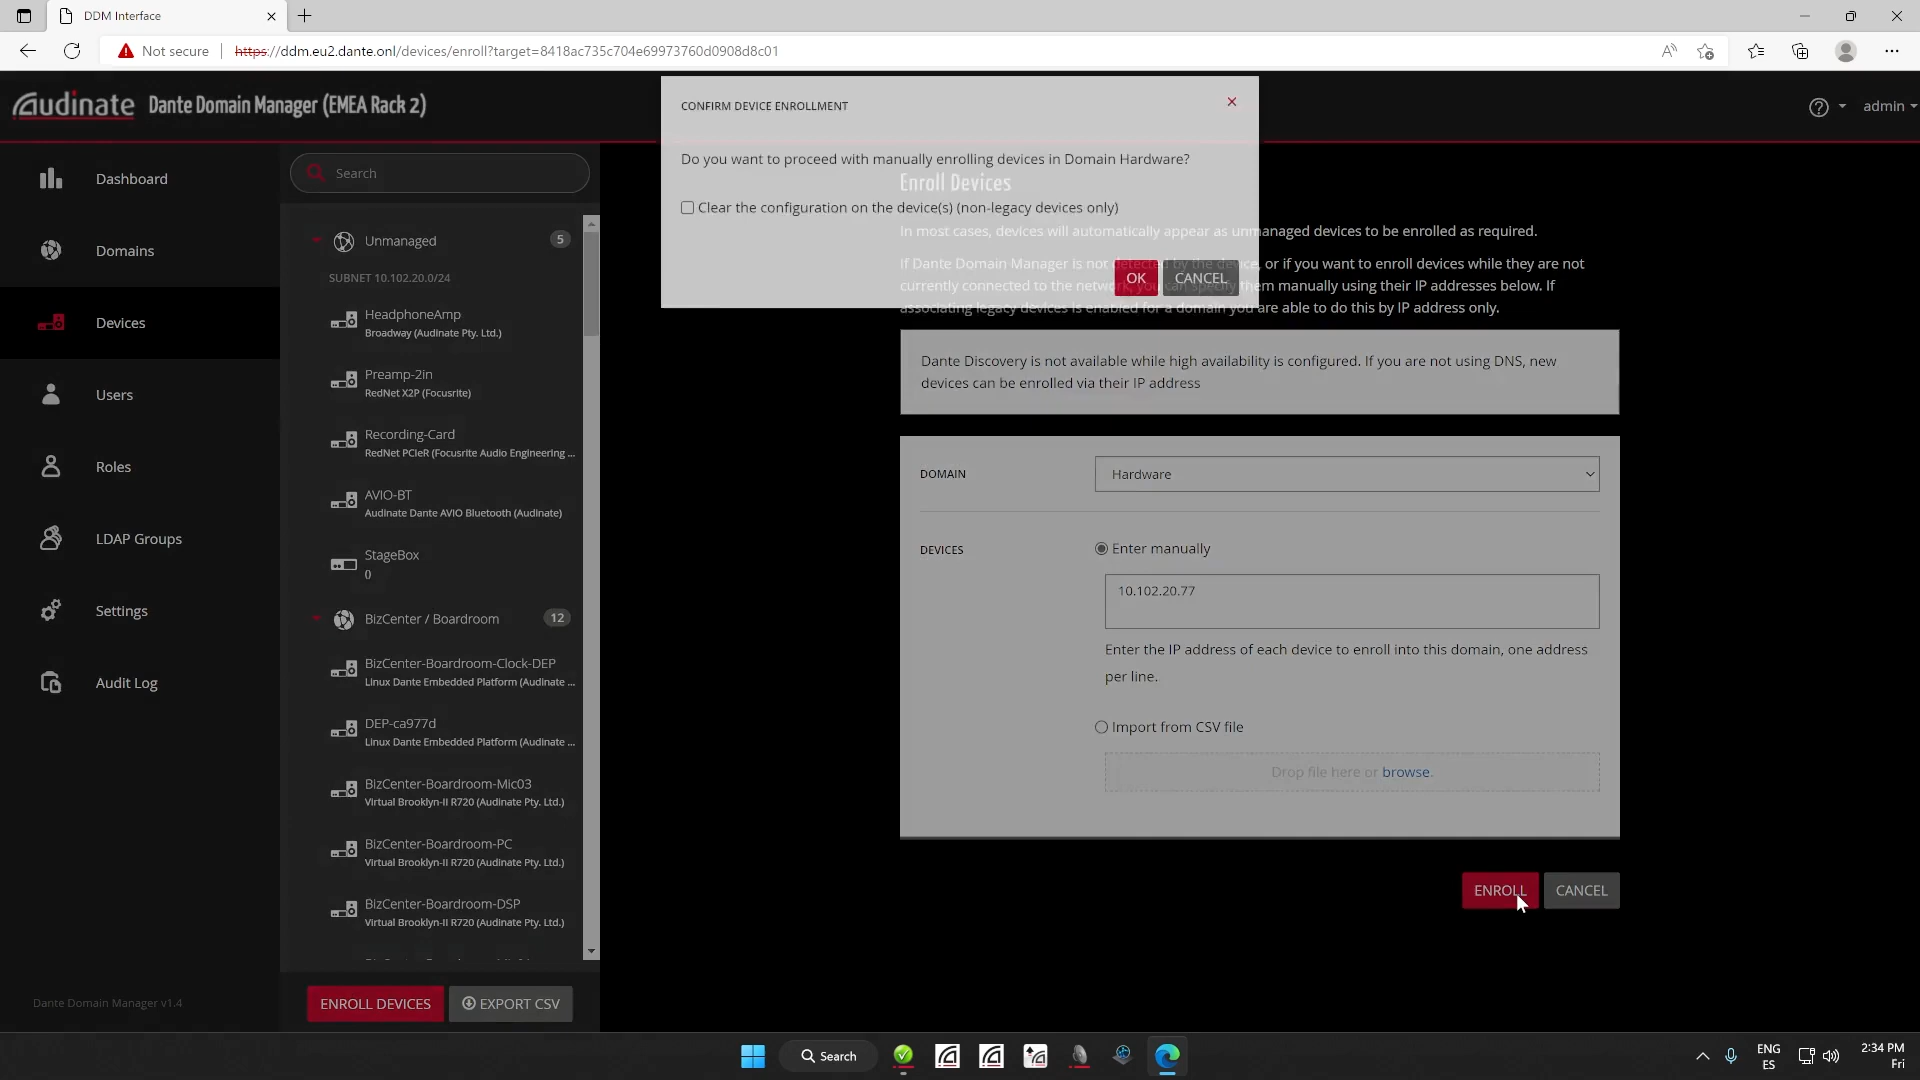 DDM Interface
Not secure
https://ddm.eu2.dante.onl/devices/enroll?target=8418ac735c704e69973760d0908d8c01
Audinate Dante Domain Manager (EMEA Rack 2)
admin
Dashboard
Domains
Devices
Users
Roles
LDAP Groups
Settings
Audit Log
Dante Domain Manager v1.4
Search
Unmanaged 5
SUBNET 10.102.20.0/24
HeadphoneAmp
Broadway (Audinate Pty. Ltd.)
Preamp-2in
RedNet X2P (Focusrite)
Recording-Card
RedNet PCIeR (Focusrite Audio Engineering ...
AVIO-BT
Audinate Dante AVIO Bluetooth (Audinate)
StageBox
()
BizCenter / Boardroom 12
BizCenter-Boardroom-Clock-DEP
Linux Dante Embedded Platform (Audinate ...
DEP-ca977d
Linux Dante Embedded Platform (Audinate ...
BizCenter-Boardroom-Mic03
Virtual Brooklyn-II R720 (Audinate Pty. Ltd.)
BizCenter-Boardroom-PC
Virtual Brooklyn-II R720 (Audinate Pty. Ltd.)
BizCenter-Boardroom-DSP
Virtual Brooklyn-II R720 (Audinate Pty. Ltd.)
ENROLL DEVICES
EXPORT CSV
CONFIRM DEVICE ENROLLMENT
Do you want to proceed with manually enrolling devices in Domain Hardware?
Clear the configuration on the device(s) (non-legacy devices only)
OK
CANCEL
Enroll Devices
In most cases, devices will automatically appear as unmanaged devices to be enrolled as required.
If Dante Domain Manager is not detected by the device, or if you want to enroll devices while they are not
currently connected to the network, you can specify them manually using their IP addresses below. If
associating legacy devices is enabled for a domain you are able to do this by IP address only.
Dante Discovery is not available while high availability is configured. If you are not using DNS, new
devices can be enrolled via their IP address
DOMAIN
Hardware
DEVICES
Enter manually
10.102.20.77
Enter the IP address of each device to enroll into this domain, one address
per line.
Import from CSV file
Drop file here or browse.
ENROLL
CANCEL
Search
ENG
ES
2:34 PM
Fri